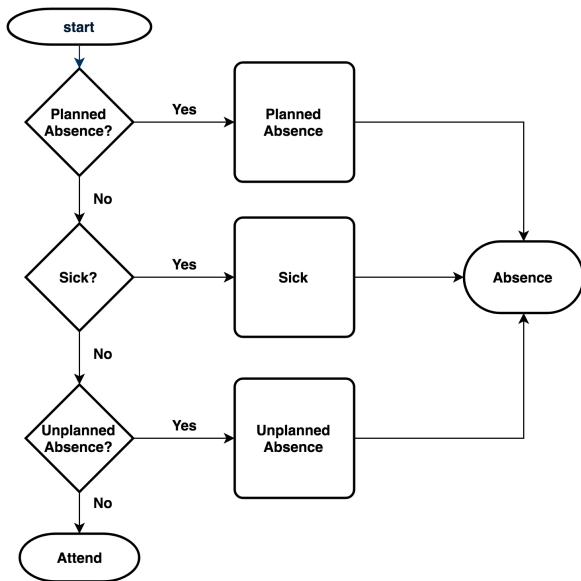 start
Planned
Absence?
Yes
Planned
Absence
No
Sick?
Yes
Sick
Absence
No
Unplanned
Absence?
Yes
Unplanned
Absence
No
Attend